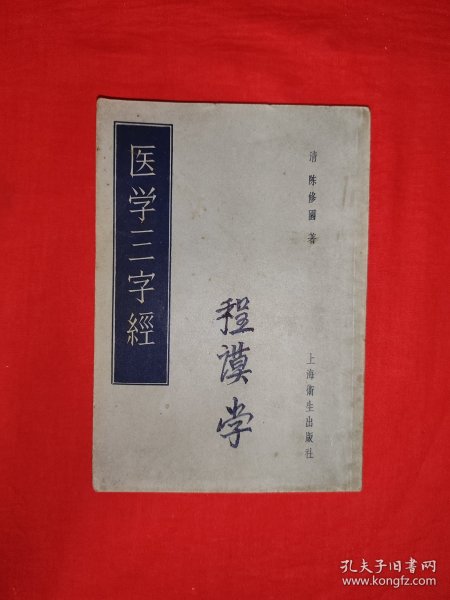 医学三字經
清 陈修園 著
程谟学
上海衛生出版社
孔夫子旧书网
www.kongfz.com